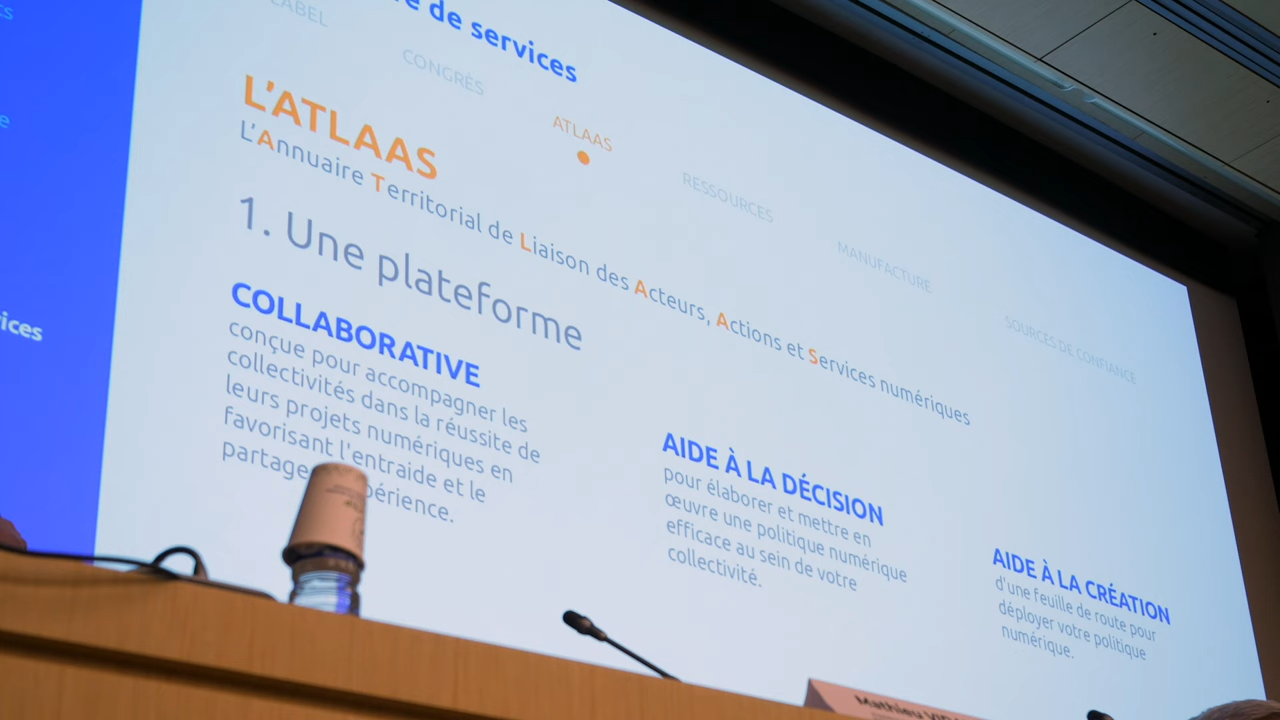 de services
LABEL
CONGRÈS
ATLAAS
RESSOURCES
MANUFACTURE
SOURCES DE CONFIANCE
L'ATLAAS
L'Annuaire Territorial de Liaison des Acteurs, Actions et Services numériques
1. Une plateforme
COLLABORATIVE
conçue pour accompagner les
collectivités dans la réussite de
leurs projets numériques en
favorisant l'entraide et le
partage
AIDE À LA DÉCISION
pour élaborer et mettre en
œuvre une politique numérique
efficace au sein de votre
collectivité.
AIDE À LA CRÉATION
d'une feuille de route pour
déployer votre politique
numérique.
Mathieu